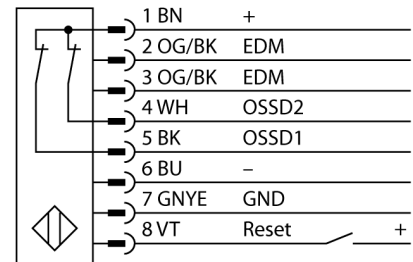 1 BN +
2 OG/BK EDM
3 OG/BK EDM
4 WH OSSD2
5 BK OSSD1
6 BU –
7 GNYE GND
8 VT Reset +